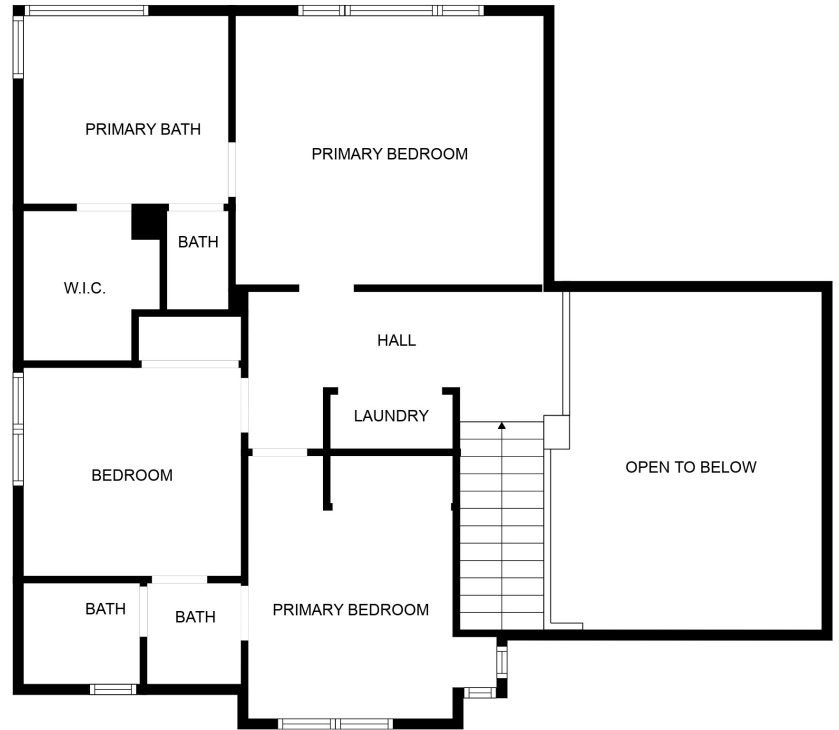 PRIMARY BATH
PRIMARY BEDROOM
BATH
W.I.C.
HALL
LAUNDRY
BEDROOM
OPEN TO BELOW
BATH
BATH
PRIMARY BEDROOM